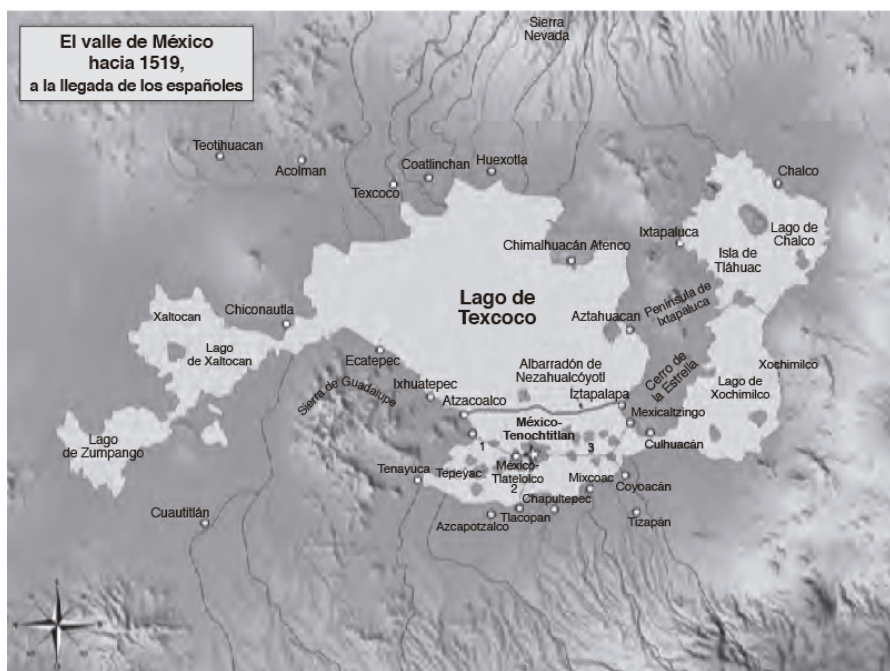 El valle de México
hacia 1519,
a la llegada de los españoles
Sierra
Nevada
Teotihuacan
Acolman
Texcoco
Coatlinchan
Huexotla
Chalco
Ixtapaluca
Lago de
Chalco
Isla de
Tláhuac
Chimalhuacán Atenco
Lago de
Texcoco
Aztahuacan
Península de
Ixtapaluca
Xaltocan
Chiconautla
Lago
de Xaltocan
Ecatepec
Sierra de Guadalupe
Ixhuatepec
Atzacoalco
Albarradón de
Nezahualcóyotl
Iztapalapa
Cerro de
la Estrella
Xochimilco
Lago de
Xochimilco
Mexicaltzingo
Culhuacán
Lago
de Zumpango
México-
Tenochtitlan
1
3
Tenayuca
Tepeyac
México-
Tlatelolco
2
Mixcoac
Coyoacán
Chapultepec
Tlacopan
Azcapotzalco
Tizapán
Cuautitlán